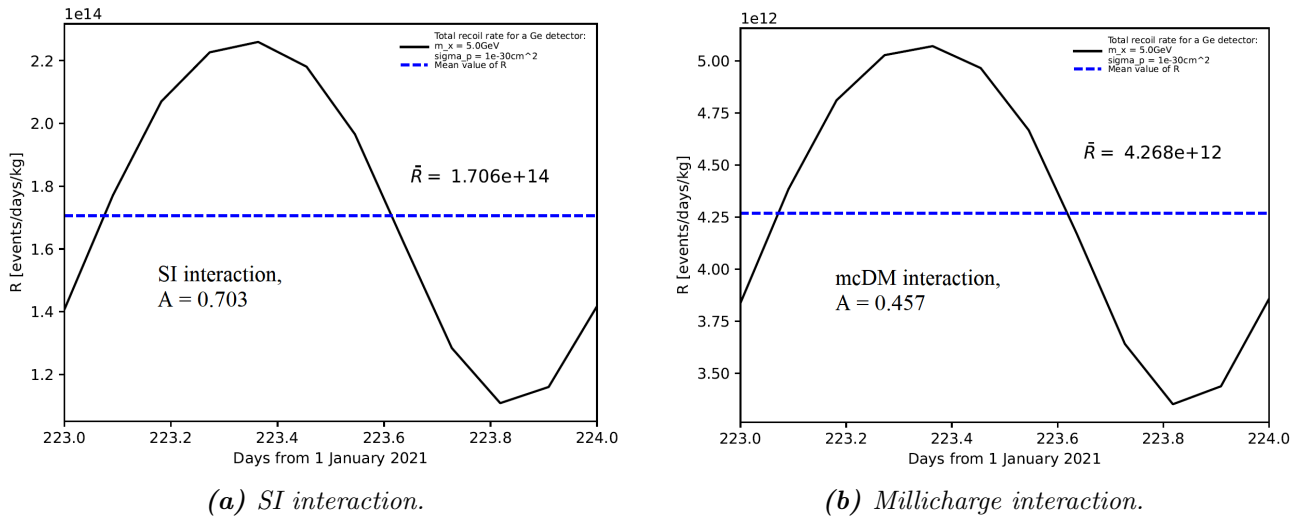 1e14
Total recoil rate for a Ge detector:
m_x = 5.0GeV
sigma_p = 1e-30cm^2
Mean value of R
2.2
2.0
1.8
1.6
1.4
1.2
R [events/days/kg]
R̄ = 1.706e+14
SI interaction,
A = 0.703
223.0 223.2 223.4 223.6 223.8 224.0
Days from 1 January 2021
(a) SI interaction.
1e12
Total recoil rate for a Ge detector:
m_x = 5.0GeV
sigma_p = 1e-30cm^2
Mean value of R
5.00
4.75
4.50
4.25
4.00
3.75
3.50
R [events/days/kg]
R̄ = 4.268e+12
mcDM interaction,
A = 0.457
223.0 223.2 223.4 223.6 223.8 224.0
Days from 1 January 2021
(b) Millicharge interaction.